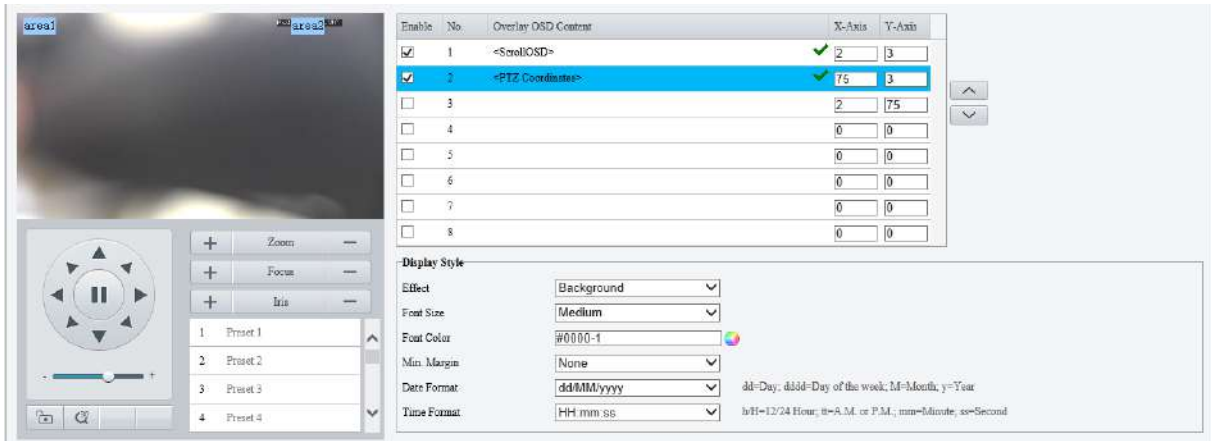 area1
area2
Enable No. Overlay OSD Content X-Axis Y-Axis
1 <ScrollOSD> 2 3
2 <PTZ Coordinates> 75 3
3 2 75
4 0 0
5 0 0
6 0 0
7 0 0
8 0 0
+ Zoom −
+ Focus −
+ Iris −
1 Preset 1
2 Preset 2
3 Preset 3
4 Preset 4
- +
Display Style
Effect Background
Font Size Medium
Font Color #0000-1
Min. Margin None
Date Format dd/MM/yyyy dd=Day; dddd=Day of the week; M=Month; y=Year
Time Format HH:mm:ss h/H=12/24 Hour; tt=A.M. or P.M.; mm=Minute; ss=Second